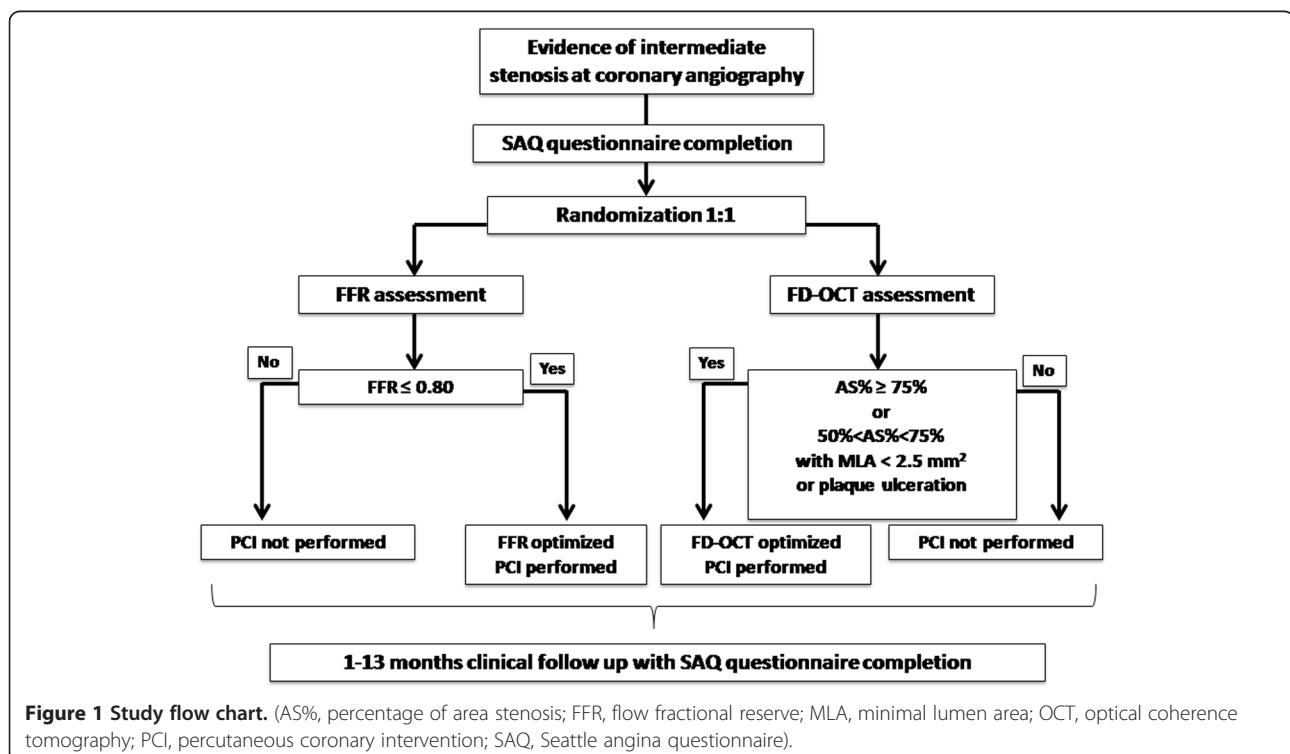 Evidence of intermediate
stenosis at coronary angiography
SAQ questionnaire completion
Randomization 1:1
FFR assessment
FD-OCT assessment
No
FFR ≤ 0.80
Yes
Yes
AS% ≥ 75%
or
50%<AS%<75%
with MLA < 2.5 mm²
or plaque ulceration
No
PCI not performed
FFR optimized
PCI performed
FD-OCT optimized
PCI performed
PCI not performed
1-13 months clinical follow up with SAQ questionnaire completion
Figure 1 Study flow chart. (AS%, percentage of area stenosis; FFR, flow fractional reserve; MLA, minimal lumen area; OCT, optical coherence
tomography; PCI, percutaneous coronary intervention; SAQ, Seattle angina questionnaire).